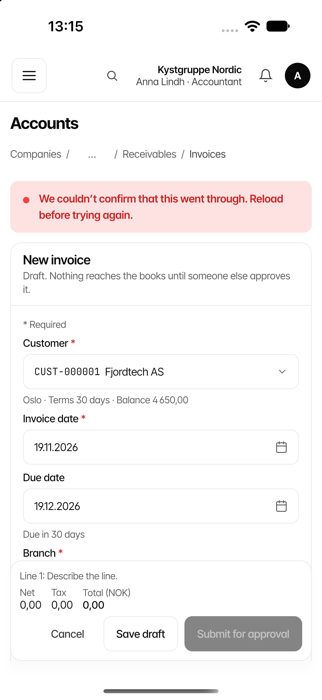 13:15
Kystgruppe Nordic
Anna Lindh · Accountant
A
Accounts
Companies / ... / Receivables / Invoices
We couldn’t confirm that this went through. Reload
before trying again.
New invoice
Draft. Nothing reaches the books until someone else approves
it.
* Required
Customer *
CUST-000001 Fjordtech AS
Oslo · Terms 30 days · Balance 4 650,00
Invoice date *
19.11.2026
Due date
19.12.2026
Due in 30 days
Branch *
Line 1: Describe the line.
Net Tax Total (NOK)
0,00 0,00 0,00
Cancel Save draft Submit for approval